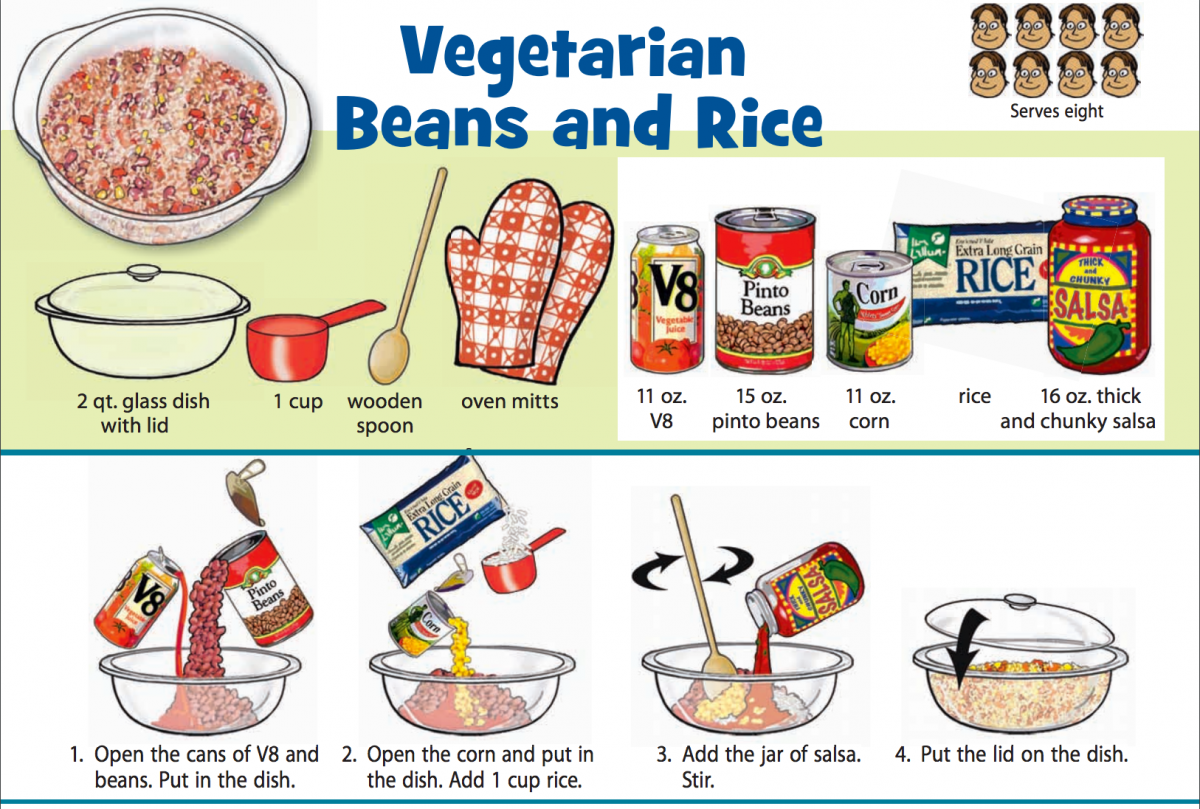 Vegetarian
Beans and Rice
Serves eight
2 qt. glass dish
with lid
1 cup
wooden
spoon
oven mitts
V8
Vegetable
Juice
Pinto
Beans
Corn
Extra Long Grain
RICE
THICK
and
CHUNKY
SALSA
11 oz.
V8
15 oz.
pinto beans
11 oz.
corn
rice
16 oz. thick
and chunky salsa
V8
Pinto
Beans
Extra Long Grain
RICE
Corn
SALSA
1. Open the cans of V8 and
beans. Put in the dish.
2. Open the corn and put in
the dish. Add 1 cup rice.
3. Add the jar of salsa.
Stir.
4. Put the lid on the dish.